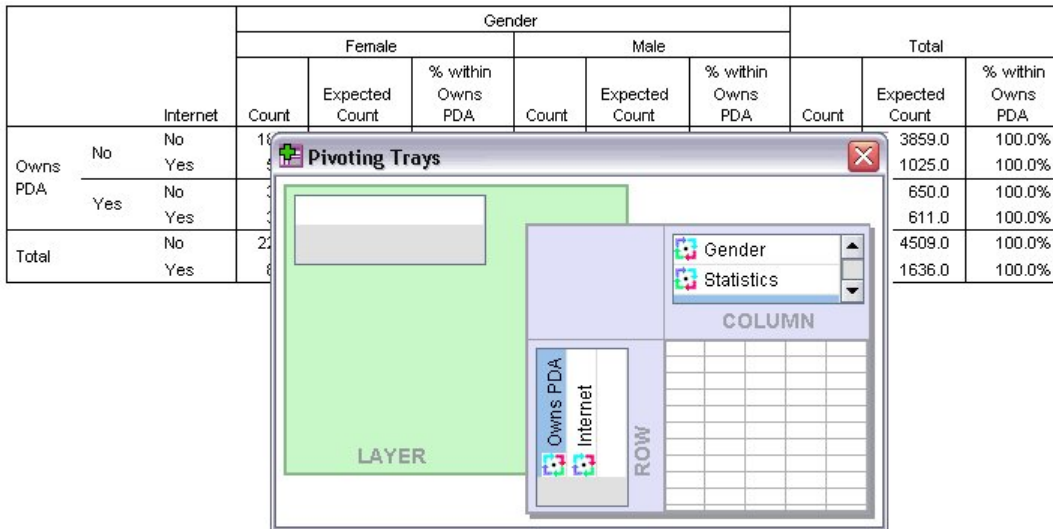 Gender
Female Male Total
Internet Count Expected Count % within Owns PDA Count Expected Count % within Owns PDA Count Expected Count % within Owns PDA
Owns PDA No No 3859.0 100.0%
Yes 1025.0 100.0%
Yes No 650.0 100.0%
Yes 611.0 100.0%
Total No 4509.0 100.0%
Yes 1636.0 100.0%
Pivoting Trays
Gender
Statistics
COLUMN
Owns PDA
Internet
ROW
LAYER